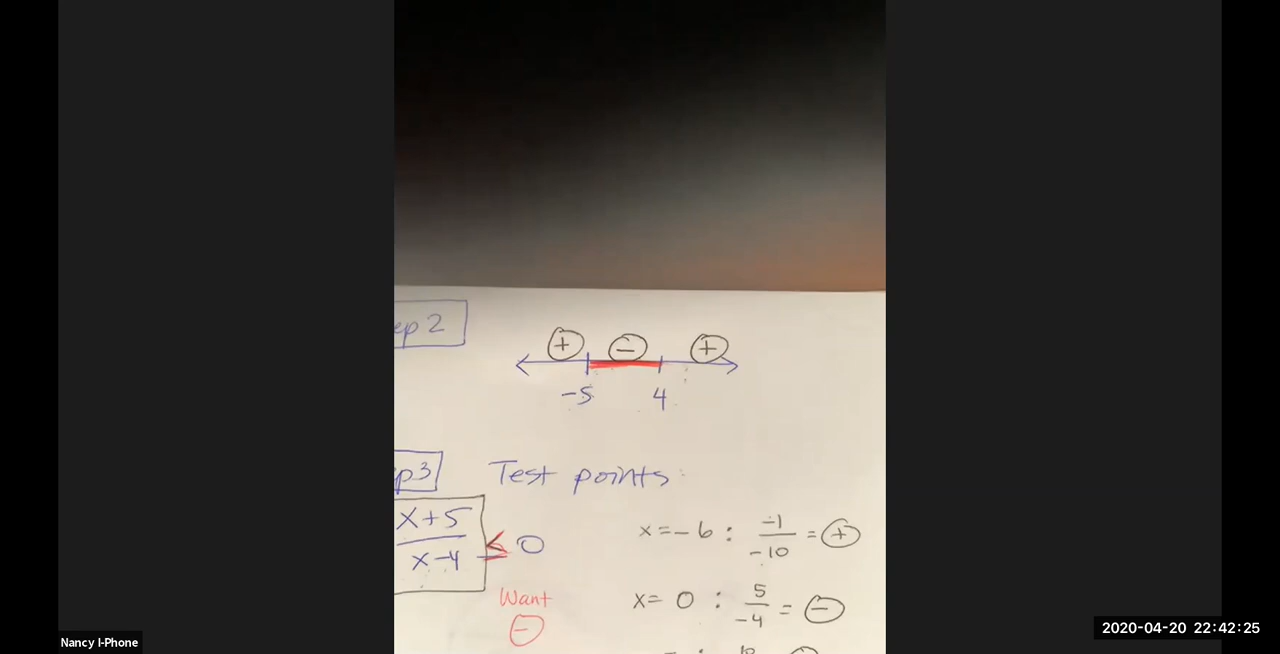 ep 2
+ − +
-5 4
p3 Test points:
x+5
x-4
≤ 0
x=-6 : -1/-10 = +
Want
−
x= 0 : 5/-4 = −
Nancy I-Phone
2020-04-20 22:42:25